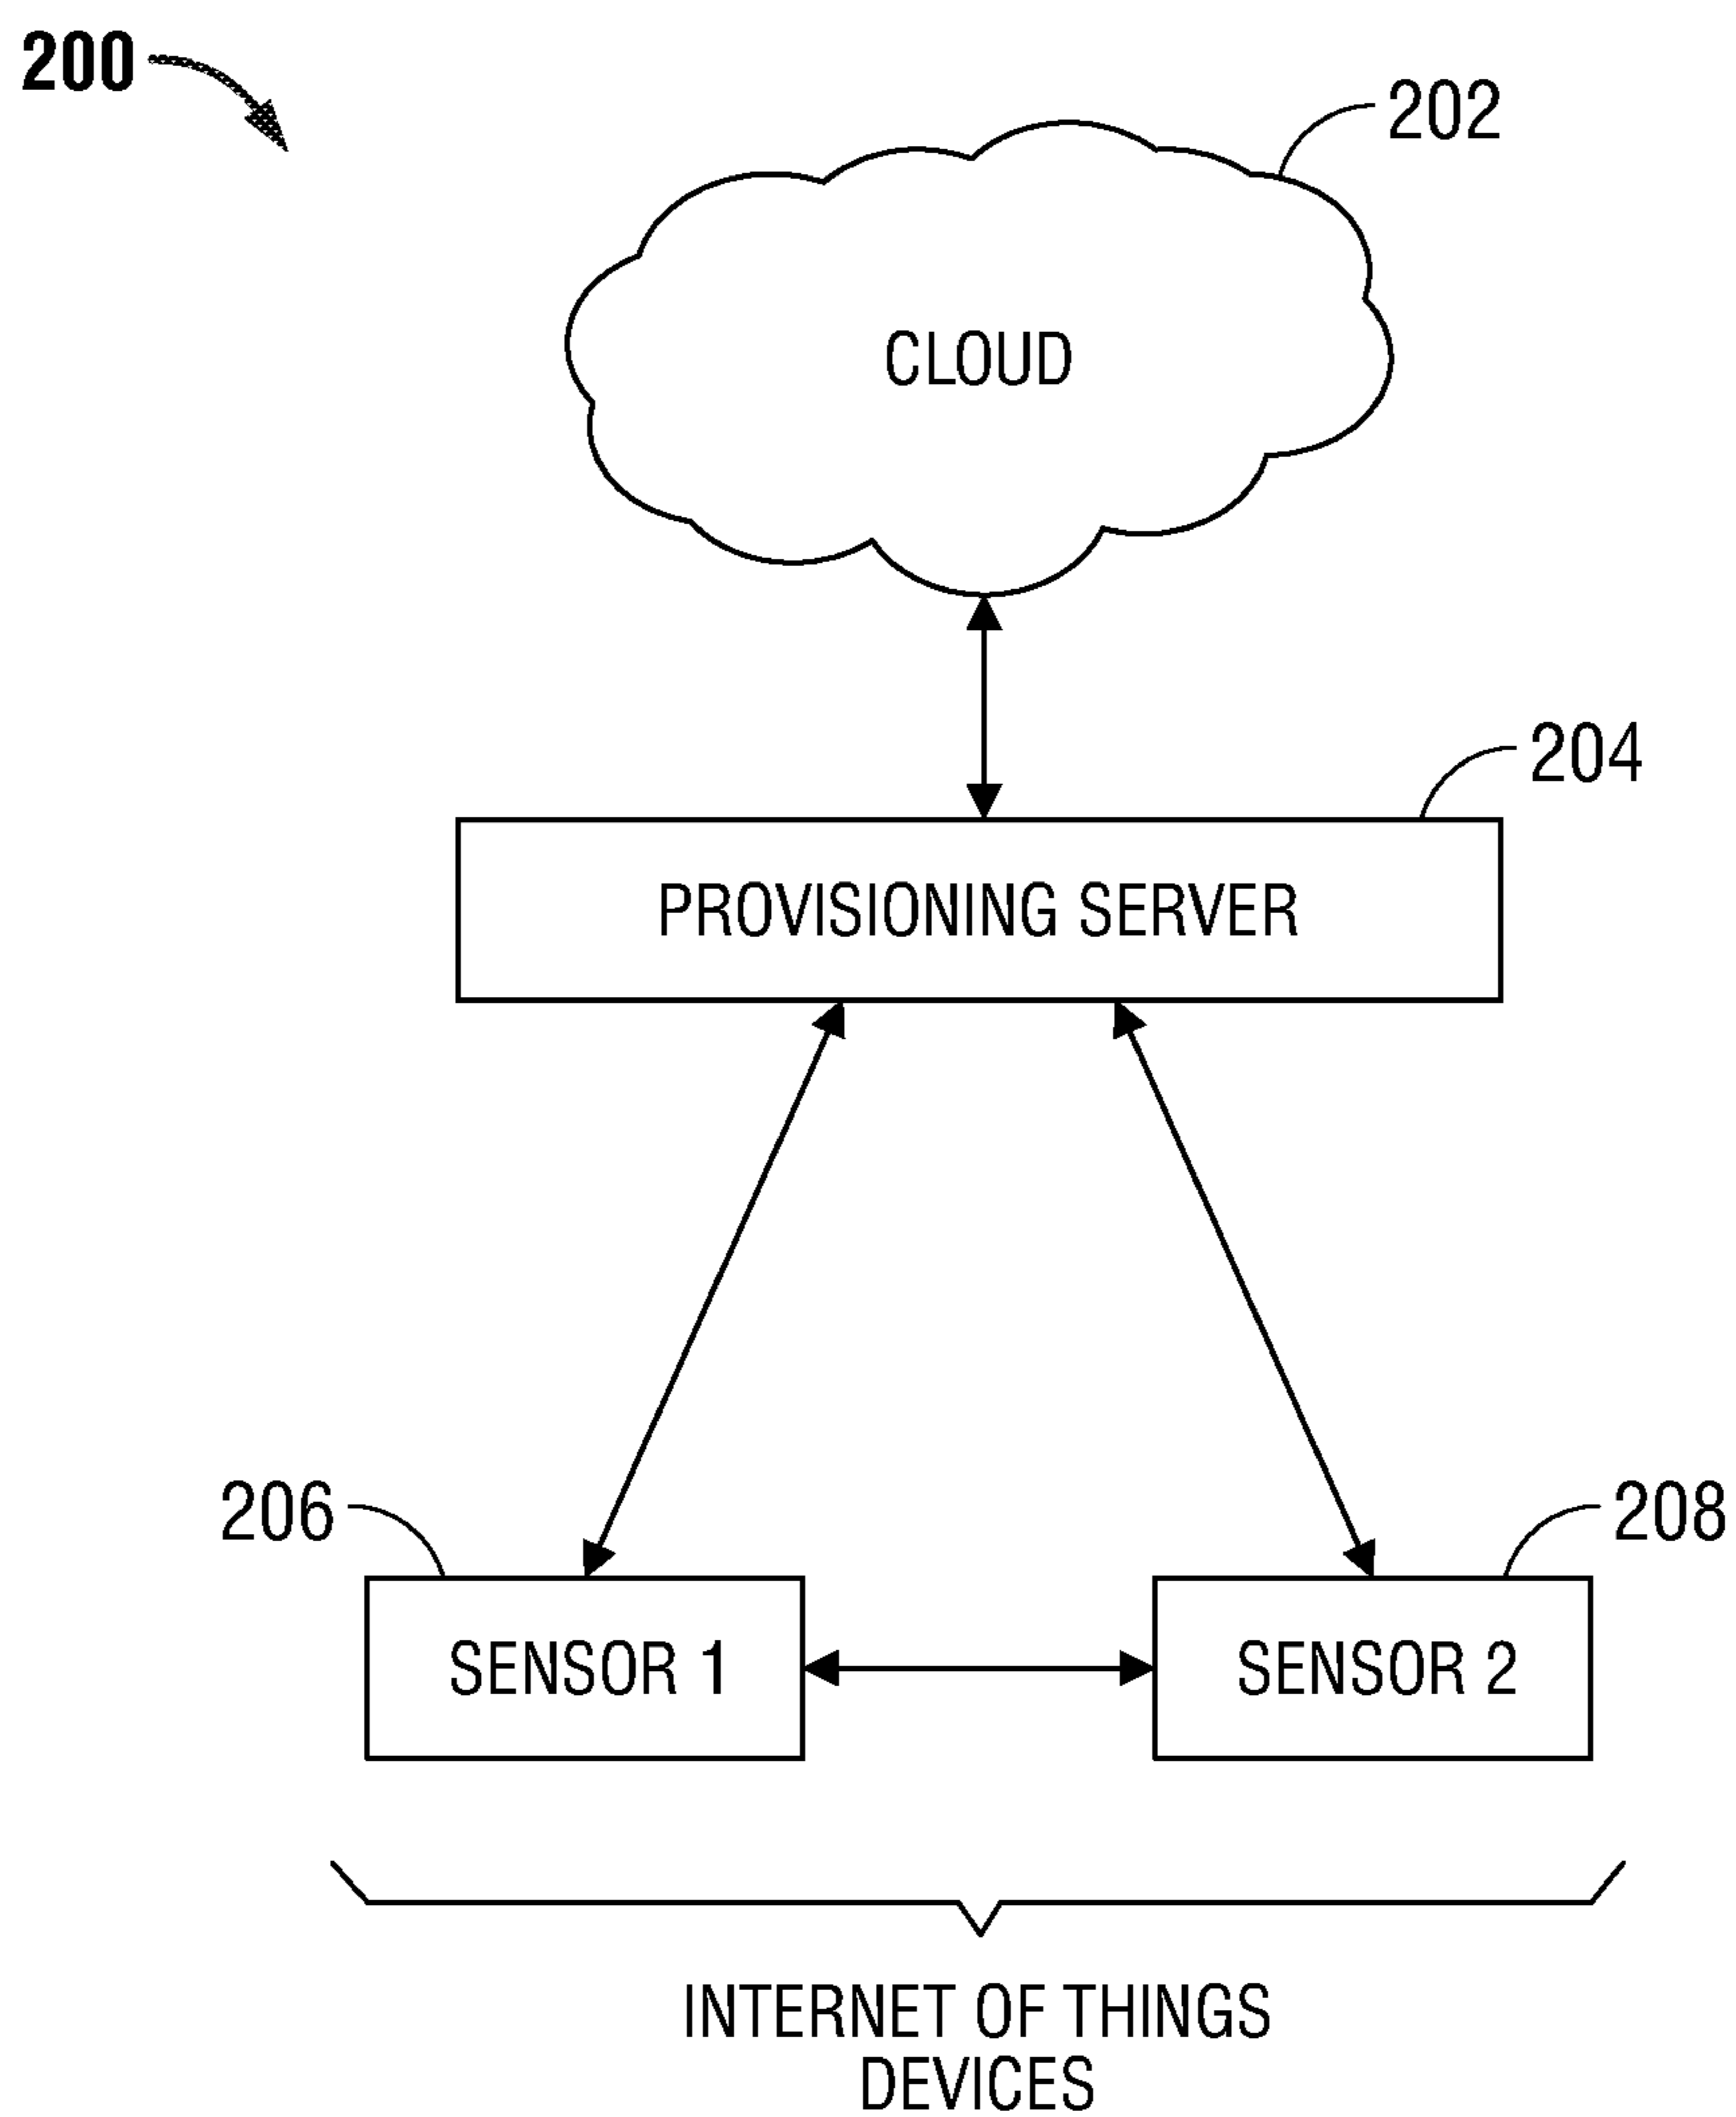 200
202
CLOUD
204
PROVISIONING SERVER
206
208
SENSOR 1
SENSOR 2
INTERNET OF THINGS
DEVICES